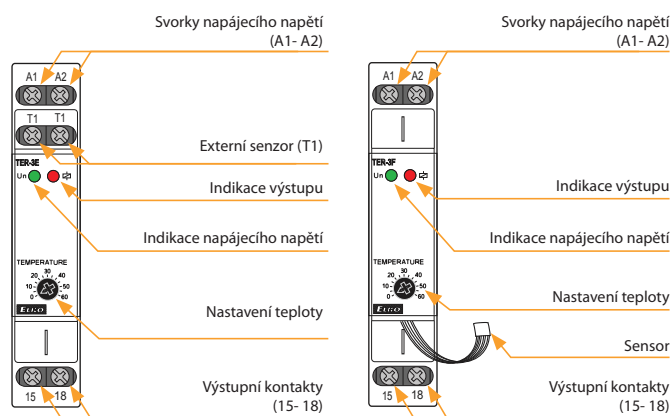 Svorky napájecího napětí
(A1- A2)
A1 A2
T1 T1
Externí senzor (T1)
TER-3E
Un
Indikace výstupu
Indikace napájecího napětí
TEMPERATURE
0 10 20 30 40 50 60
ELKO
Nastavení teploty
Výstupní kontakty
(15- 18)
15 18
Svorky napájecího napětí
(A1- A2)
A1 A2
TER-3F
Un
Indikace výstupu
Indikace napájecího napětí
TEMPERATURE
0 10 20 30 40 50 60
ELKO
Nastavení teploty
Sensor
Výstupní kontakty
(15- 18)
15 18